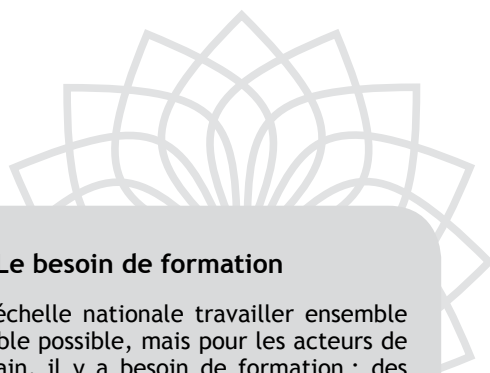 Le besoin de formation
échelle nationale travailler ensemble
ble possible, mais pour les acteurs de
ain, il y a besoin de formation : des